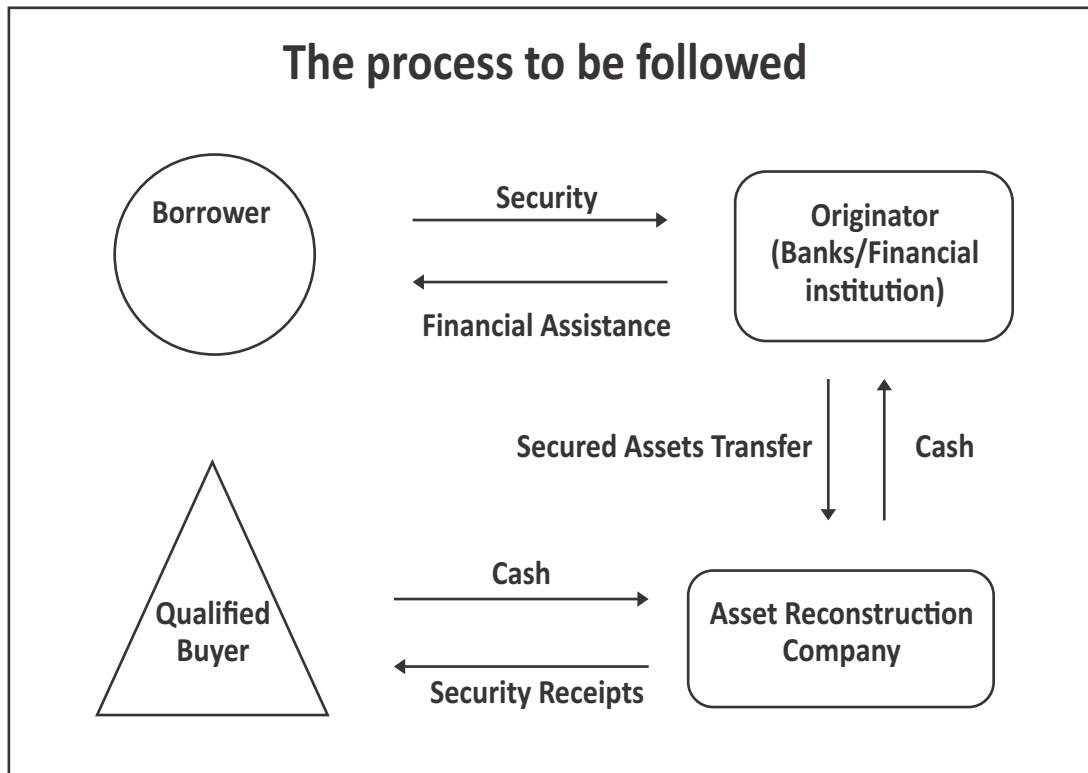 The process to be followed
Borrower
Security
Financial Assistance
Originator
(Banks/Financial
institution)
Secured Assets Transfer
Cash
Qualified
Buyer
Cash
Security Receipts
Asset Reconstruction
Company